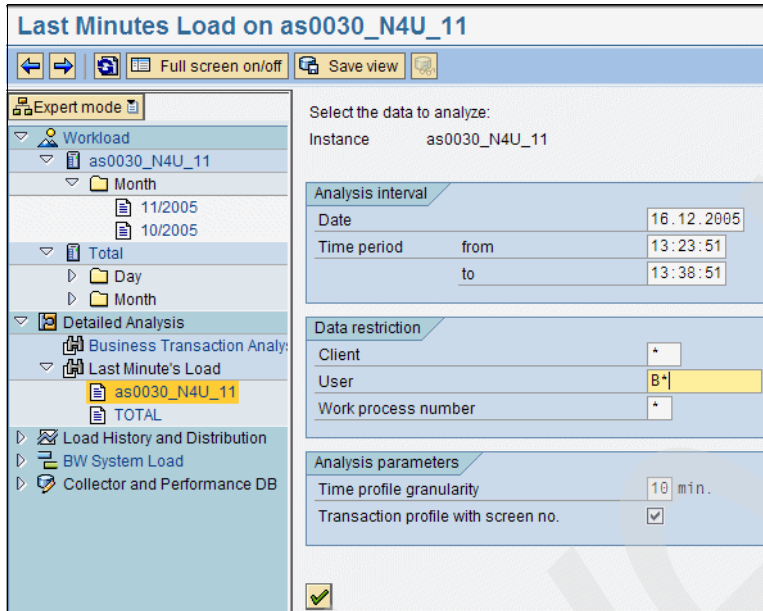 Last Minutes Load on as0030_N4U_11
Full screen on/off
Save view
Expert mode
Workload
as0030_N4U_11
Month
11/2005
10/2005
Total
Day
Month
Detailed Analysis
Business Transaction Analy
Last Minute's Load
as0030_N4U_11
TOTAL
Load History and Distribution
BW System Load
Collector and Performance DB
Select the data to analyze:
Instance as0030_N4U_11
Analysis interval
Date 16.12.2005
Time period from 13:23:51
to 13:38:51
Data restriction
Client *
User B*
Work process number *
Analysis parameters
Time profile granularity 10 min.
Transaction profile with screen no.